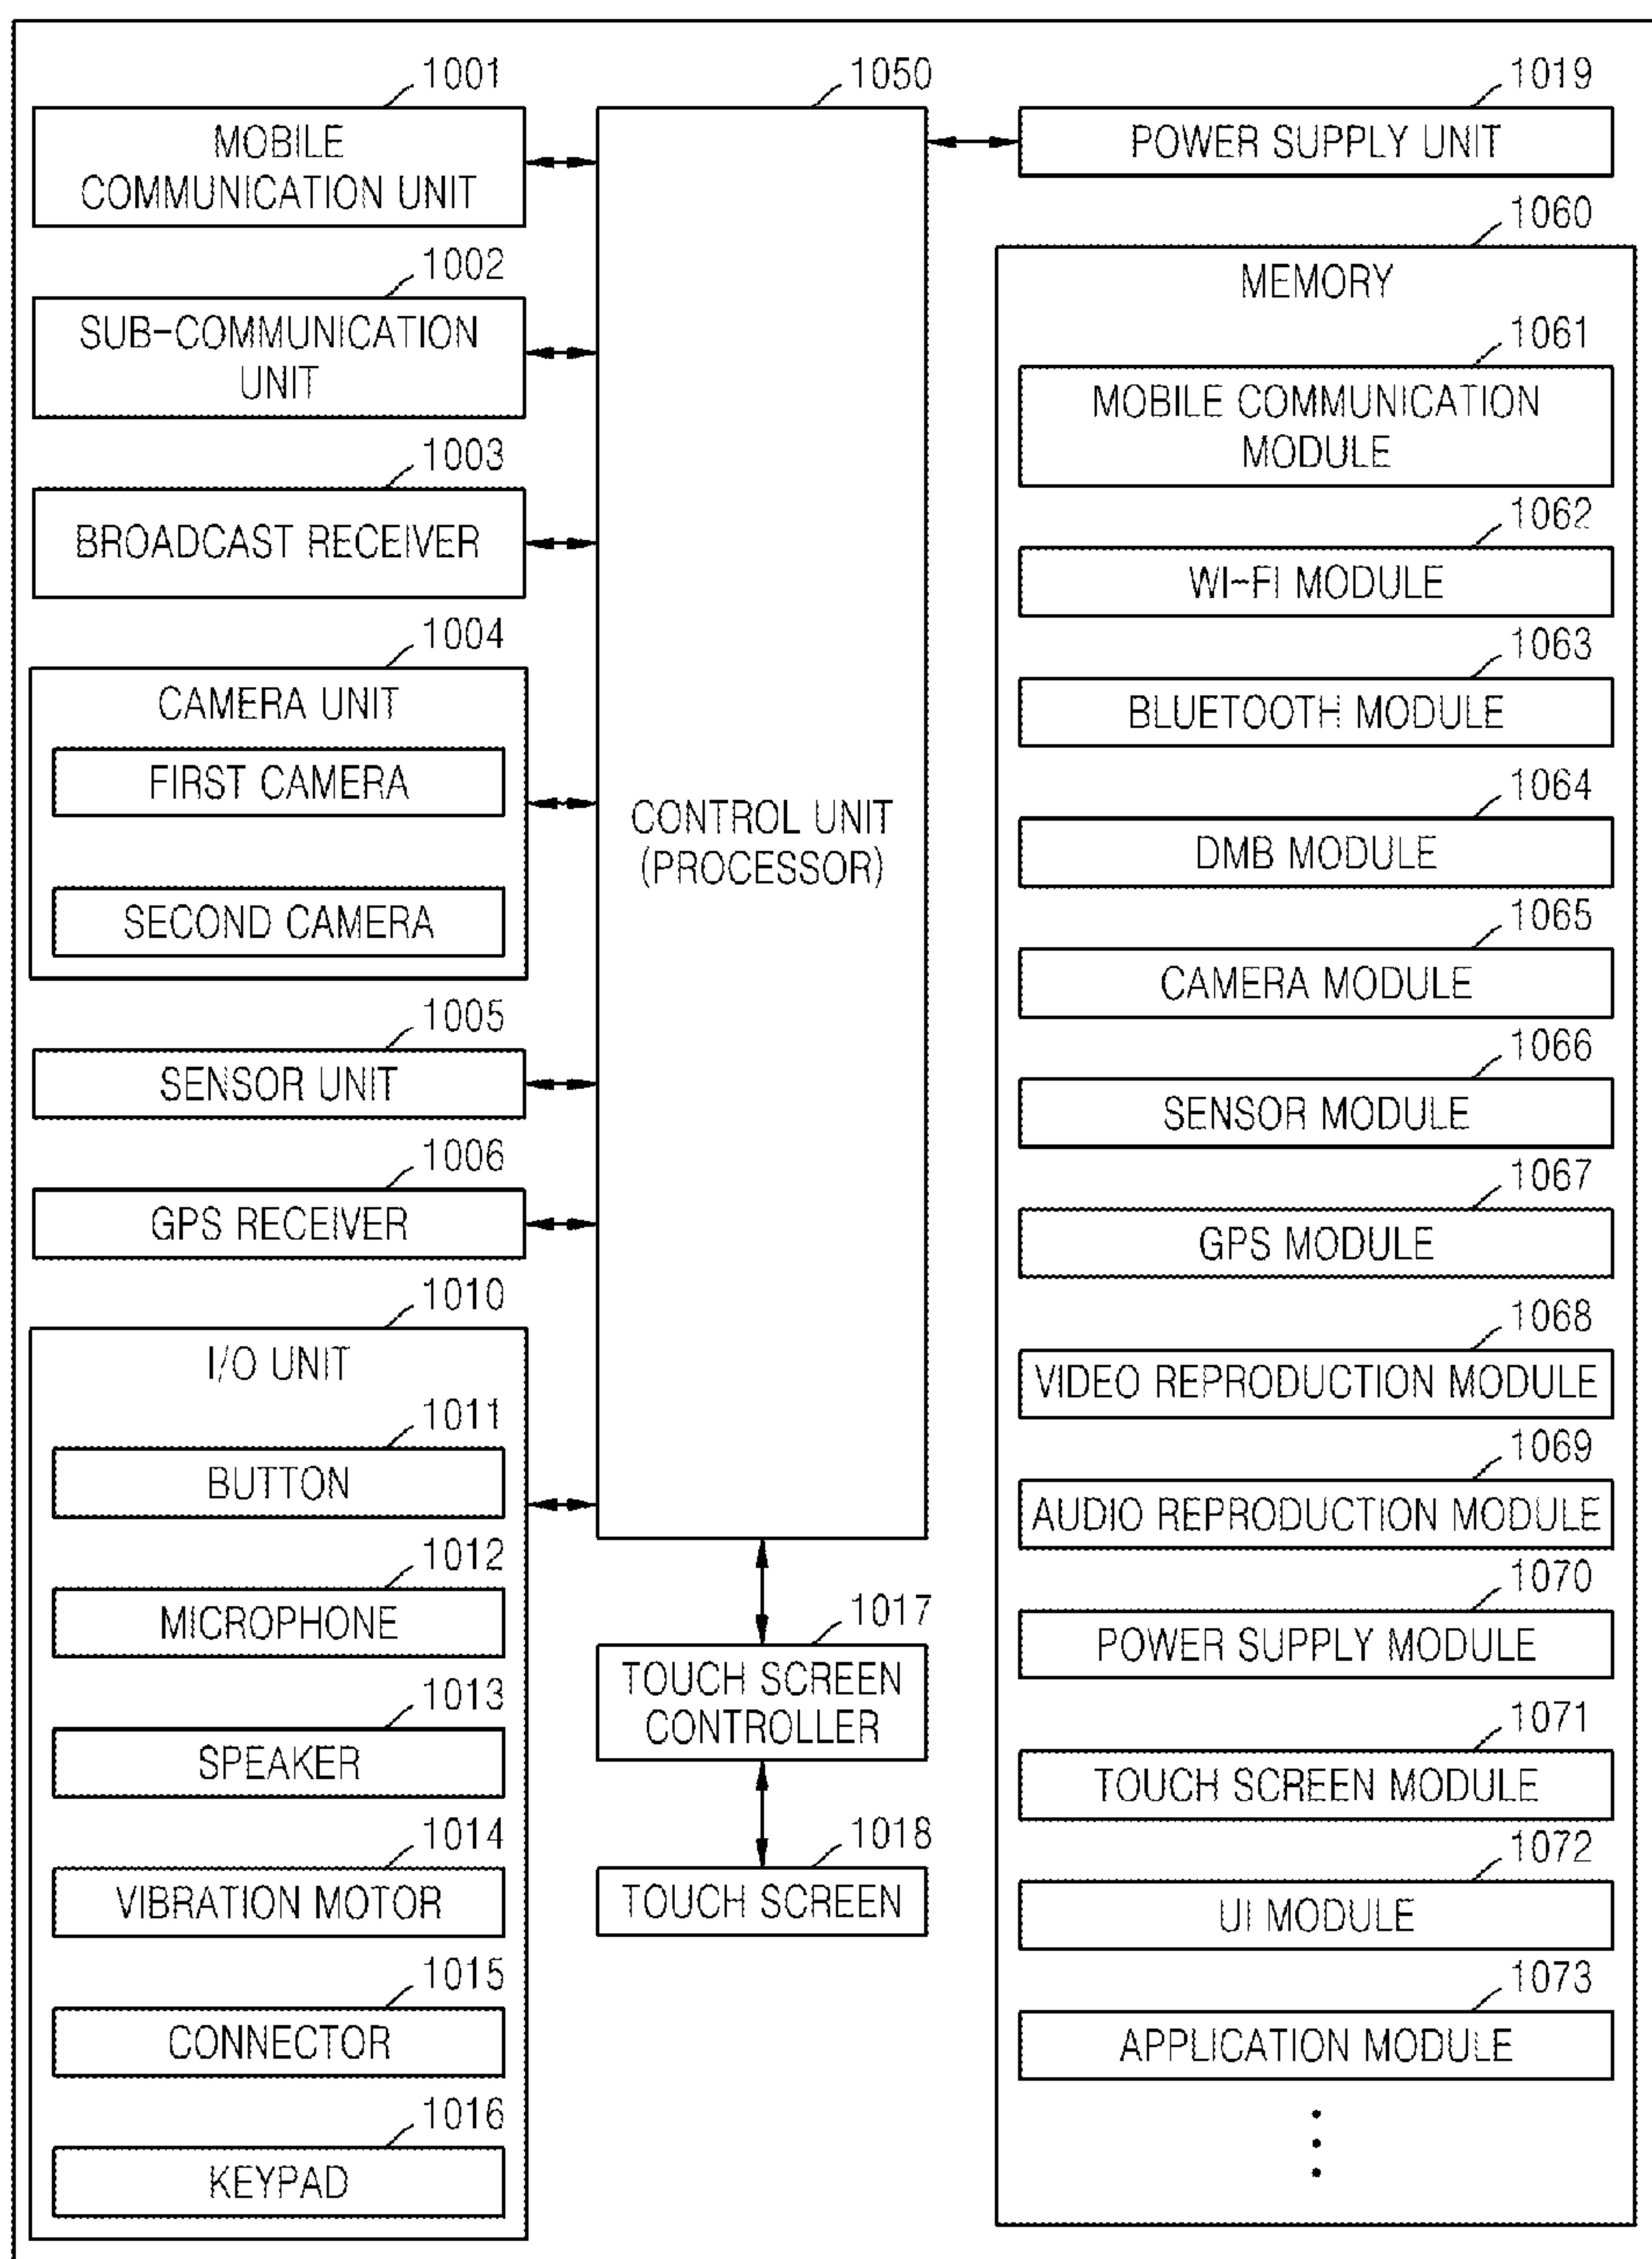 1001
MOBILE
COMMUNICATION UNIT
1002
SUB-COMMUNICATION
UNIT
1003
BROADCAST RECEIVER
1004
CAMERA UNIT
FIRST CAMERA
SECOND CAMERA
1005
SENSOR UNIT
1006
GPS RECEIVER
1010
I/O UNIT
1011
BUTTON
1012
MICROPHONE
1013
SPEAKER
1014
VIBRATION MOTOR
1015
CONNECTOR
1016
KEYPAD
1050
CONTROL UNIT
(PROCESSOR)
1017
TOUCH SCREEN
CONTROLLER
1018
TOUCH SCREEN
1019
POWER SUPPLY UNIT
1060
MEMORY
1061
MOBILE COMMUNICATION
MODULE
1062
WI-FI MODULE
1063
BLUETOOTH MODULE
1064
DMB MODULE
1065
CAMERA MODULE
1066
SENSOR MODULE
1067
GPS MODULE
1068
VIDEO REPRODUCTION MODULE
1069
AUDIO REPRODUCTION MODULE
1070
POWER SUPPLY MODULE
1071
TOUCH SCREEN MODULE
1072
UI MODULE
1073
APPLICATION MODULE